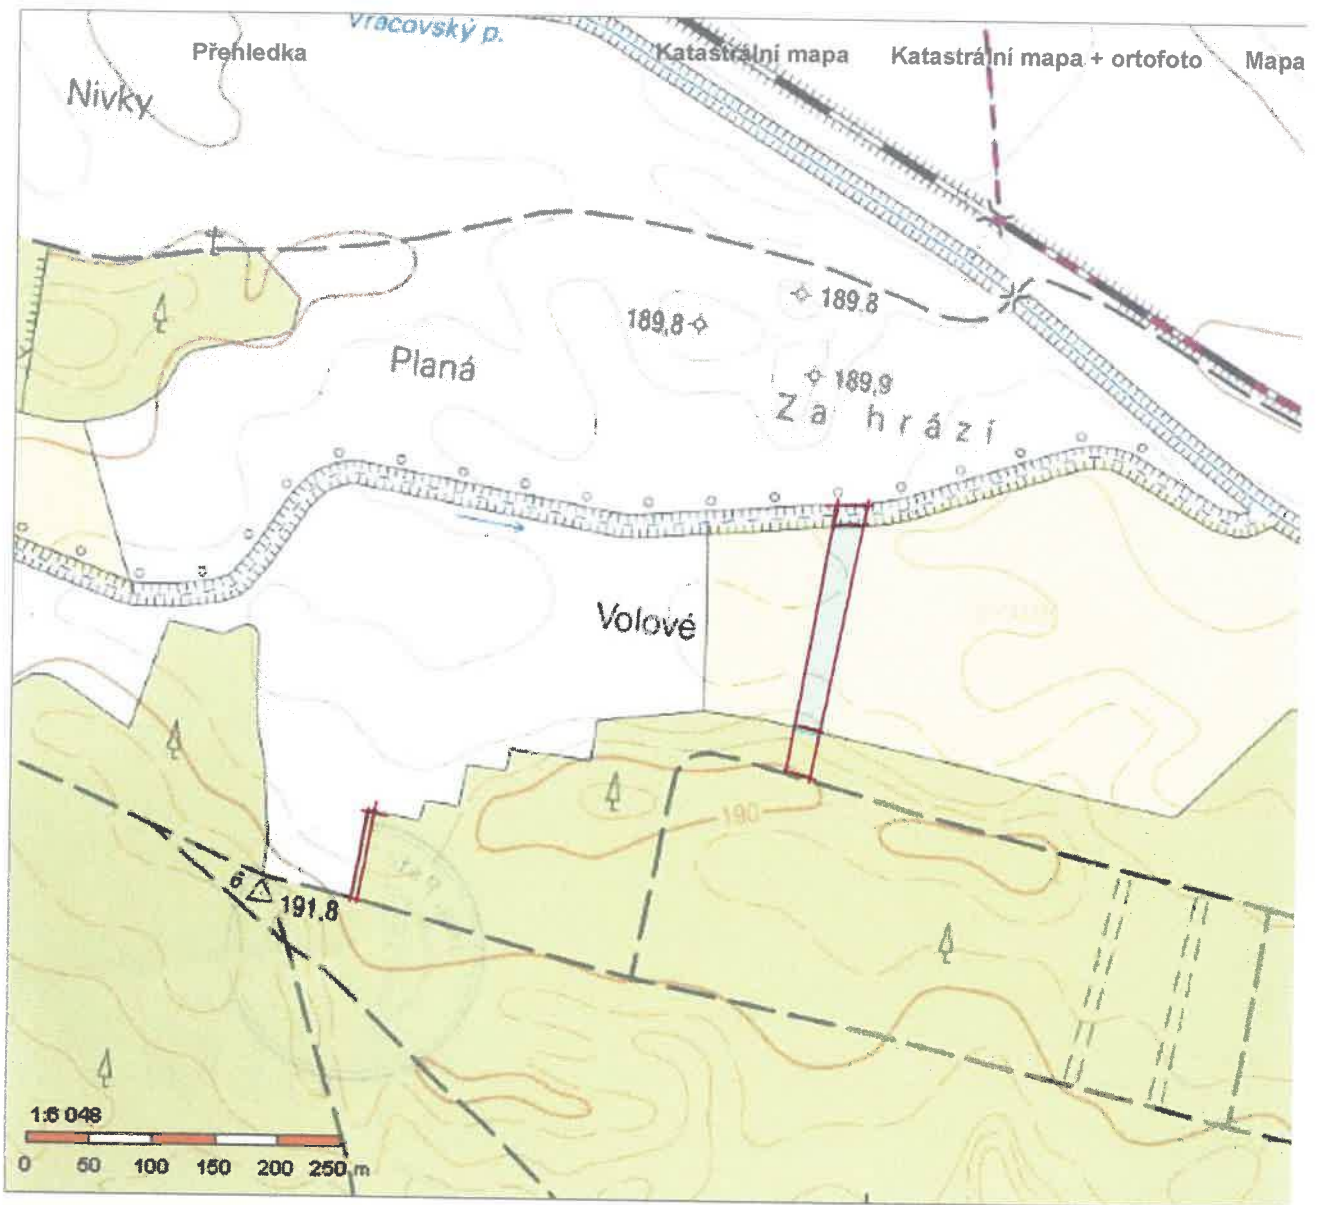 Vracovský p.
Přehledka
Katastrální mapa
Katastrální mapa + ortofoto
Mapa
Nivky
189.8
189,8
Planá
189,9
Za hrází
Volové
190
6
191,8
1:6 048
0 50 100 150 200 250 m